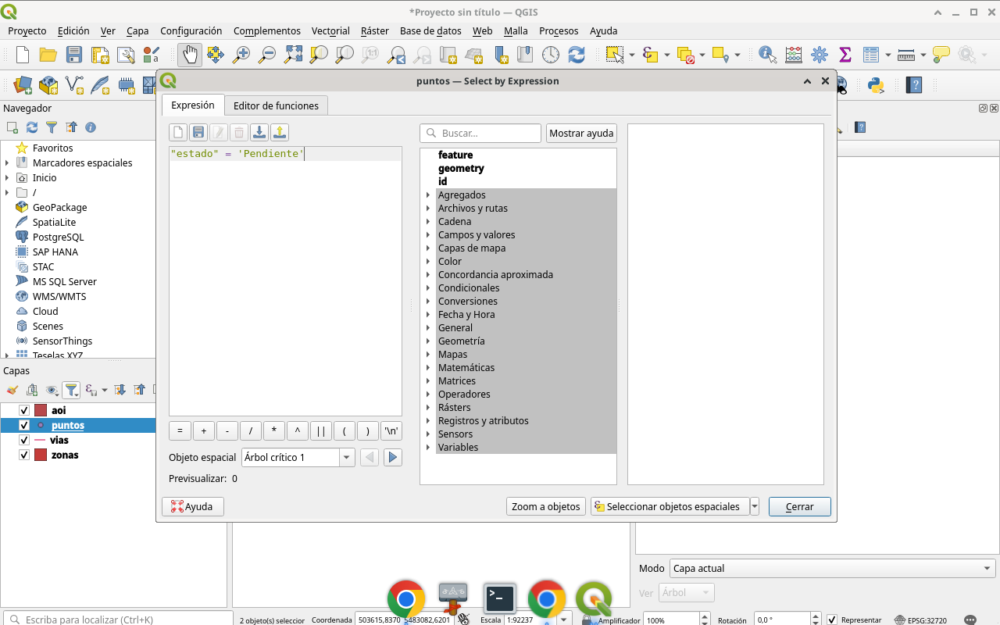 *Proyecto sin título — QGIS
Proyecto Edición Ver Capa Configuración Complementos Vectorial Ráster Base de datos Web Malla Procesos Ayuda
puntos — Select by Expression
Navegador
Favoritos
Marcadores espaciales
Inicio
/
GeoPackage
SpatiaLite
PostgreSQL
SAP HANA
STAC
MS SQL Server
WMS/WMTS
Cloud
Scenes
SensorThings
Teselas XYZ
Capas
aoi
puntos
vias
zonas
Expresión Editor de funciones
"estado" = 'Pendiente'
= + - / * ^ || ( ) '\n'
Objeto espacial Árbol crítico 1
Previsualizar: 0
Buscar... Mostrar ayuda
feature
geometry
id
Agregados
Archivos y rutas
Cadena
Campos y valores
Capas de mapa
Color
Concordancia aproximada
Condicionales
Conversiones
Fecha y Hora
General
Geometría
Mapas
Matemáticas
Matrices
Operadores
Rásters
Registros y atributos
Sensors
Variables
Ayuda Zoom a objetos Seleccionar objetos espaciales Cerrar
Modo Capa actual
Ver Árbol
Escriba para localizar (Ctrl+K) 2 objeto(s) seleccior Coordenada 503615,8370 5483082,6201 Escala 1:92237 Amplificador 100% Rotación 0,0 ° Representar EPSG:32720